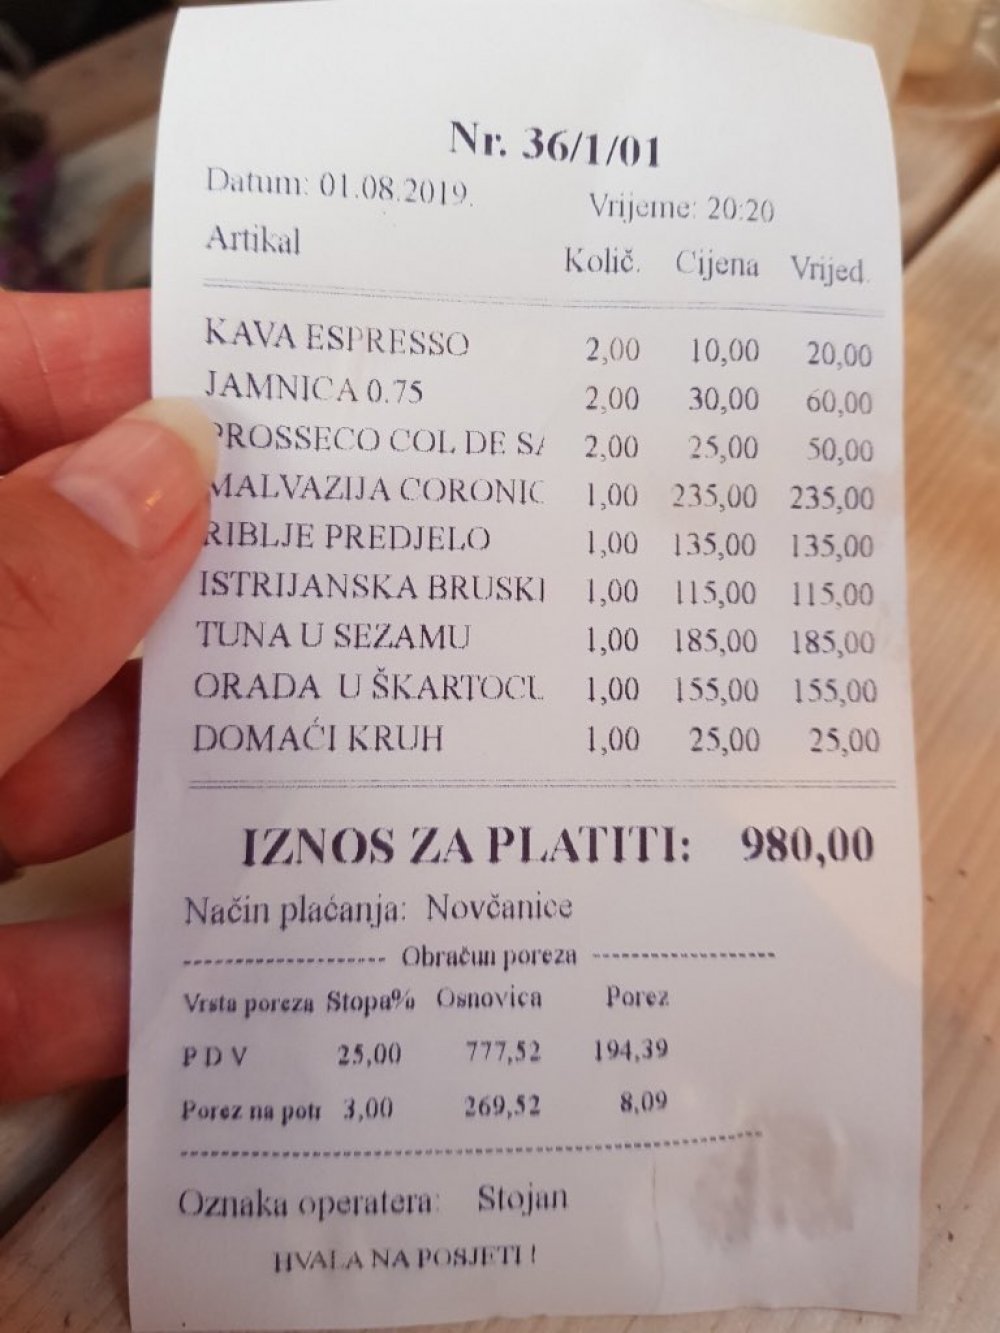 Nr. 36/1/01
Datum: 01.08.2019. Vrijeme: 20:20
Artikal Količ. Cijena Vrijed.
KAVA ESPRESSO 2,00 10,00 20,00
JAMNICA 0.75 2,00 30,00 60,00
PROSSECO COL DE SA 2,00 25,00 50,00
MALVAZIJA CORONIC 1,00 235,00 235,00
RIBLJE PREDJELO 1,00 135,00 135,00
ISTRIJANSKA BRUSKE 1,00 115,00 115,00
TUNA U SEZAMU 1,00 185,00 185,00
ORADA U ŠKARTOCU 1,00 155,00 155,00
DOMAĆI KRUH 1,00 25,00 25,00
IZNOS ZA PLATITI: 980,00
Način plaćanja: Novčanice
-------------------- Obračun poreza --------------------
Vrsta poreza Stopa% Osnovica Porez
P D V 25,00 777,52 194,39
Porez na potr 3,00 269,52 8,09
Oznaka operatera: Stojan
HVALA NA POSJETI !